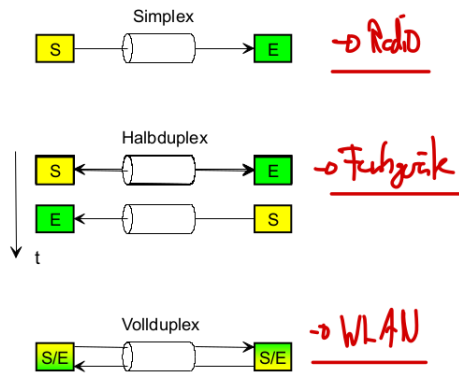 Simplex
S E → Radio
Halbduplex
S E → Funkgerät
E S
t
Vollduplex
S/E S/E → WLAN